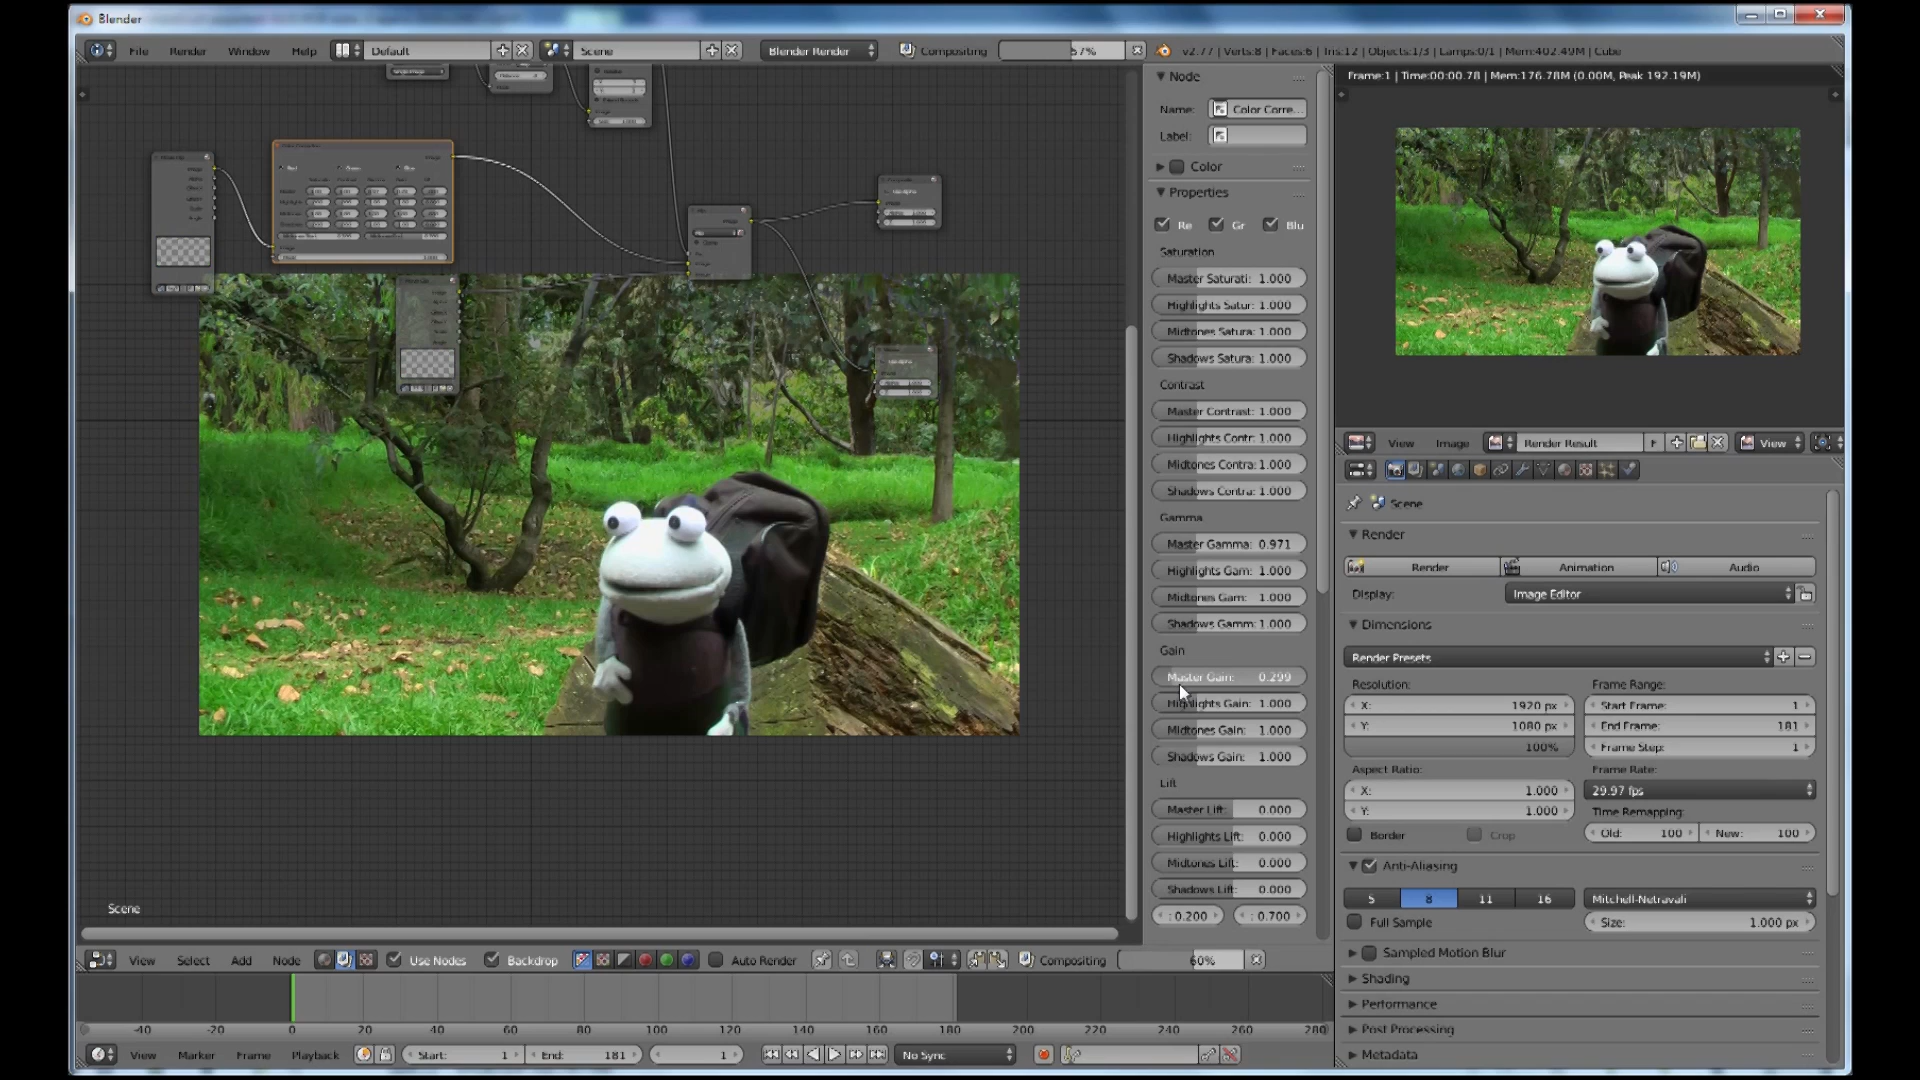 Blender
File Render Window Help Default Scene Blender Render Compositing 57% v2.77 | Verts:8 | Faces:6 | Tris:12 | Objects:1/3 | Lamps:0/1 | Mem:402.49M | Cube
Frame:1 | Time:00:00.78 | Mem:176.78M (0.00M, Peak 192.19M)
Node
Name: Color Corre...
Label:
Color
Properties
Re Gr Blu
Saturation
Master Saturati: 1.000
Highlights Satur: 1.000
Midtones Satura: 1.000
Shadows Satura: 1.000
Contrast
Master Contrast: 1.000
Highlights Contr: 1.000
Midtones Contra: 1.000
Shadows Contra: 1.000
Gamma
Master Gamma: 0.971
Highlights Gam: 1.000
Midtones Gam: 1.000
Shadows Gamm: 1.000
Gain
Master Gain: 0.299
Highlights Gain: 1.000
Midtones Gain: 1.000
Shadows Gain: 1.000
Lift
Master Lift: 0.000
Highlights Lift: 0.000
Midtones Lift: 0.000
Shadows Lift: 0.000
: 0.200 : 0.700
View Image Render Result F View
Scene
Render
Render Animation Audio
Display: Image Editor
Dimensions
Render Presets
Resolution: Frame Range:
X: 1920 px Start Frame: 1
Y: 1080 px End Frame: 181
100% Frame Step: 1
Aspect Ratio: Frame Rate:
X: 1.000 29.97 fps
Y: 1.000 Time Remapping:
Border Crop Old: 100 New: 100
Anti-Aliasing
5 8 11 16 Mitchell-Netravali
Full Sample Size: 1.000 px
Sampled Motion Blur
Shading
Performance
Post Processing
Metadata
Scene
View Select Add Node Use Nodes Backdrop Auto Render Compositing 60%
-40 -20 0 20 40 60 80 100 120 140 160 180 200 220 240 260 280
View Marker Frame Playback Start: 1 End: 181 1 No Sync